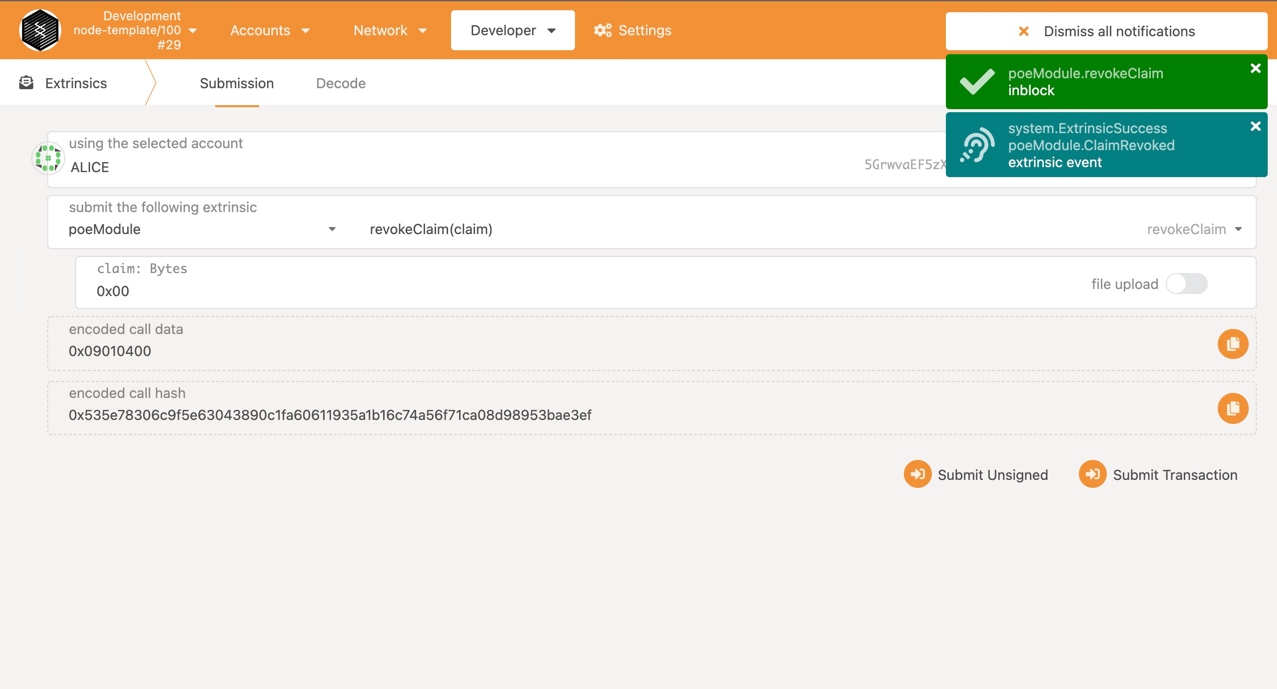 Development
node-template/100
#29
Accounts
Network
Developer
Settings
Dismiss all notifications
poeModule.revokeClaim
inblock
system.ExtrinsicSuccess
poeModule.ClaimRevoked
extrinsic event
Extrinsics
Submission
Decode
using the selected account
ALICE
5GrwvaEF5zX
submit the following extrinsic
poeModule
revokeClaim(claim)
revokeClaim
claim: Bytes
0x00
file upload
encoded call data
0x09010400
encoded call hash
0x535e78306c9f5e63043890c1fa60611935a1b16c74a56f71ca08d98953bae3ef
Submit Unsigned
Submit Transaction